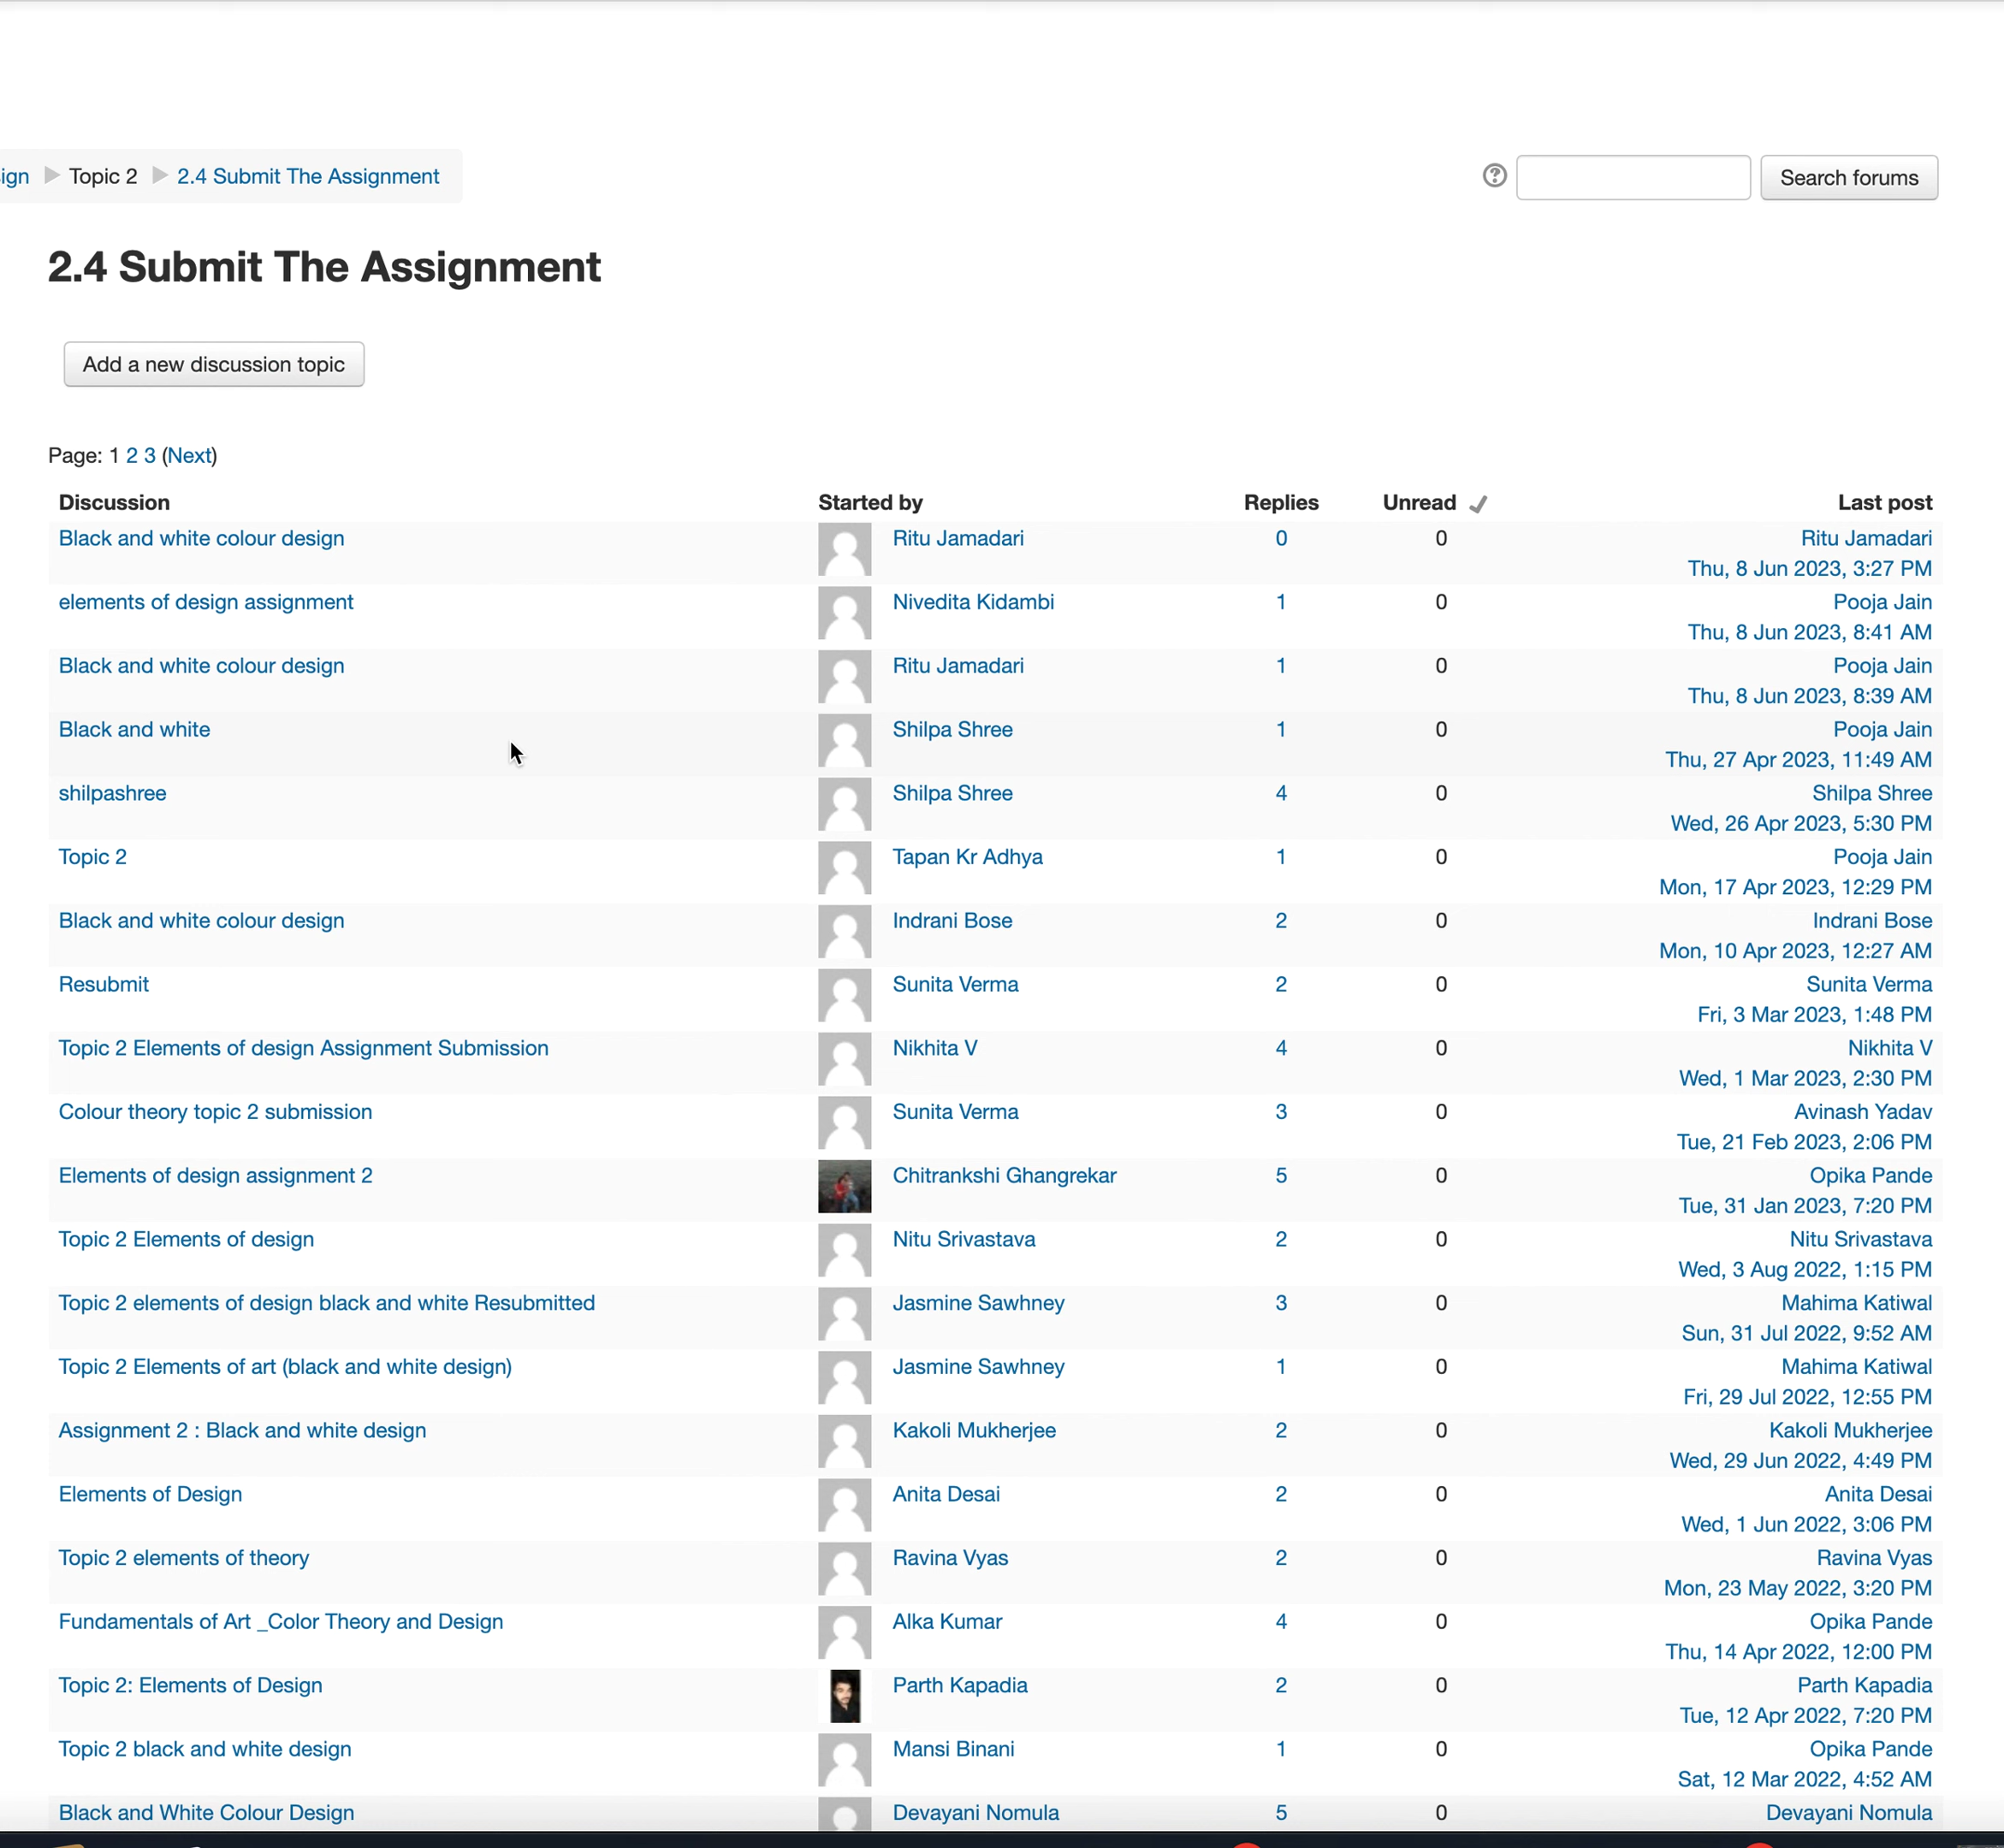 ign Topic 2 2.4 Submit The Assignment Search forums
2.4 Submit The Assignment
Add a new discussion topic
Page: 1 2 3 (Next)
Discussion Started by Replies Unread Last post
Black and white colour design Ritu Jamadari 0 0 Ritu Jamadari
Thu, 8 Jun 2023, 3:27 PM
elements of design assignment Nivedita Kidambi 1 0 Pooja Jain
Thu, 8 Jun 2023, 8:41 AM
Black and white colour design Ritu Jamadari 1 0 Pooja Jain
Thu, 8 Jun 2023, 8:39 AM
Black and white Shilpa Shree 1 0 Pooja Jain
Thu, 27 Apr 2023, 11:49 AM
shilpashree Shilpa Shree 4 0 Shilpa Shree
Wed, 26 Apr 2023, 5:30 PM
Topic 2 Tapan Kr Adhya 1 0 Pooja Jain
Mon, 17 Apr 2023, 12:29 PM
Black and white colour design Indrani Bose 2 0 Indrani Bose
Mon, 10 Apr 2023, 12:27 AM
Resubmit Sunita Verma 2 0 Sunita Verma
Fri, 3 Mar 2023, 1:48 PM
Topic 2 Elements of design Assignment Submission Nikhita V 4 0 Nikhita V
Wed, 1 Mar 2023, 2:30 PM
Colour theory topic 2 submission Sunita Verma 3 0 Avinash Yadav
Tue, 21 Feb 2023, 2:06 PM
Elements of design assignment 2 Chitrankshi Ghangrekar 5 0 Opika Pande
Tue, 31 Jan 2023, 7:20 PM
Topic 2 Elements of design Nitu Srivastava 2 0 Nitu Srivastava
Wed, 3 Aug 2022, 1:15 PM
Topic 2 elements of design black and white Resubmitted Jasmine Sawhney 3 0 Mahima Katiwal
Sun, 31 Jul 2022, 9:52 AM
Topic 2 Elements of art (black and white design) Jasmine Sawhney 1 0 Mahima Katiwal
Fri, 29 Jul 2022, 12:55 PM
Assignment 2 : Black and white design Kakoli Mukherjee 2 0 Kakoli Mukherjee
Wed, 29 Jun 2022, 4:49 PM
Elements of Design Anita Desai 2 0 Anita Desai
Wed, 1 Jun 2022, 3:06 PM
Topic 2 elements of theory Ravina Vyas 2 0 Ravina Vyas
Mon, 23 May 2022, 3:20 PM
Fundamentals of Art _Color Theory and Design Alka Kumar 4 0 Opika Pande
Thu, 14 Apr 2022, 12:00 PM
Topic 2: Elements of Design Parth Kapadia 2 0 Parth Kapadia
Tue, 12 Apr 2022, 7:20 PM
Topic 2 black and white design Mansi Binani 1 0 Opika Pande
Sat, 12 Mar 2022, 4:52 AM
Black and White Colour Design Devayani Nomula 5 0 Devayani Nomula